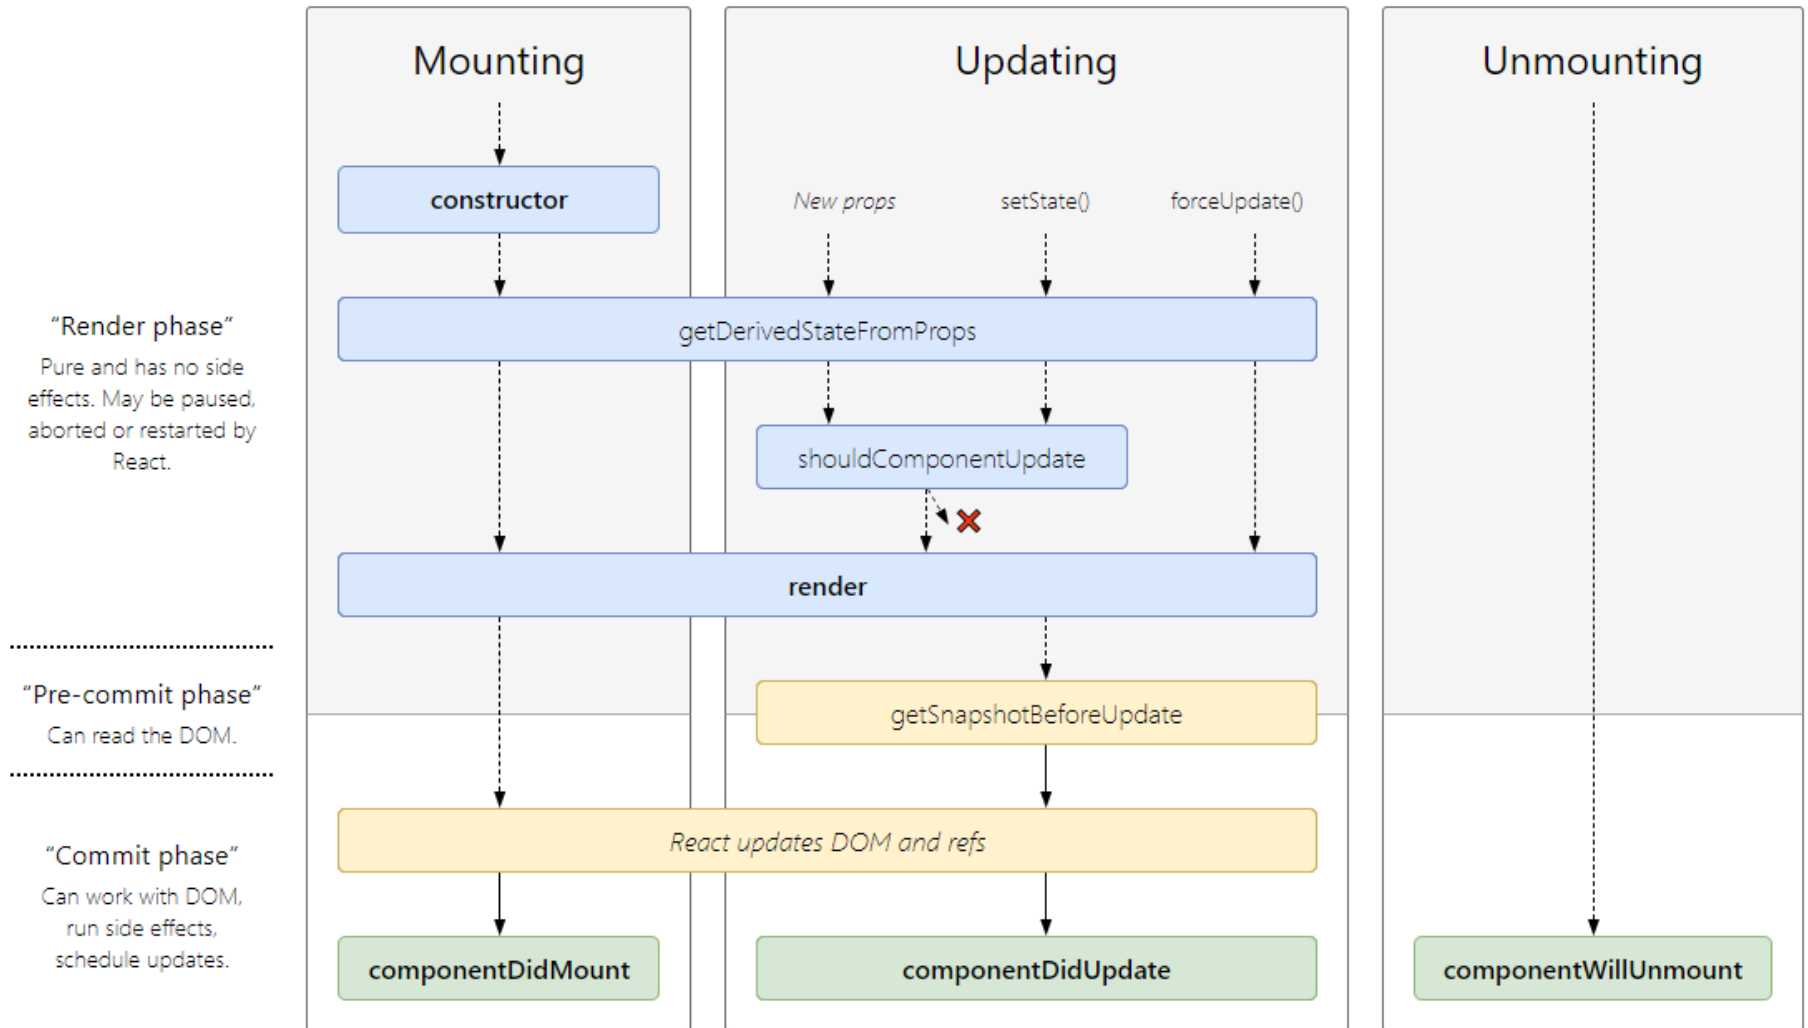 Mounting
Updating
Unmounting
constructor
New props
setState()
forceUpdate()
getDerivedStateFromProps
“Render phase”
Pure and has no side
effects. May be paused,
aborted or restarted by
React.
shouldComponentUpdate
render
“Pre-commit phase”
Can read the DOM.
getSnapshotBeforeUpdate
React updates DOM and refs
“Commit phase”
Can work with DOM,
run side effects,
schedule updates.
componentDidMount
componentDidUpdate
componentWillUnmount